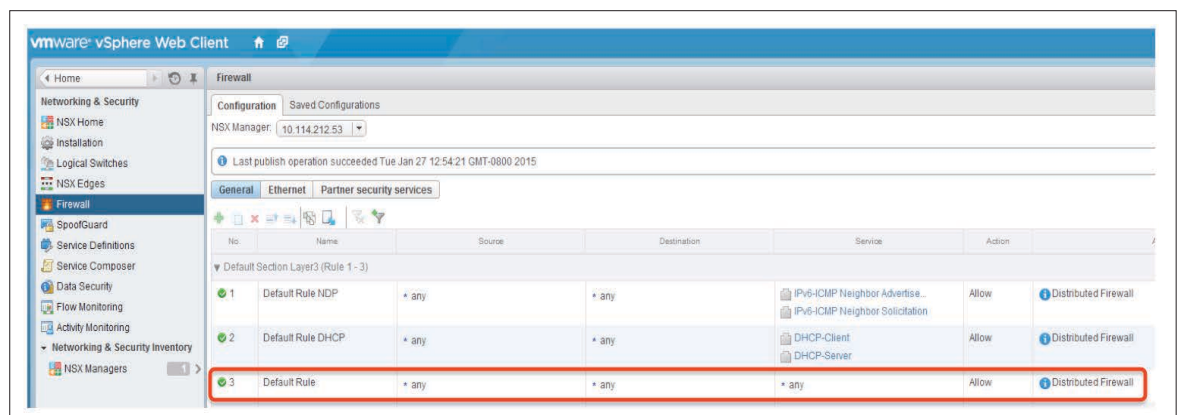 vmware® vSphere Web Client
Home
Networking & Security
NSX Home
Installation
Logical Switches
NSX Edges
Firewall
SpoofGuard
Service Definitions
Service Composer
Data Security
Flow Monitoring
Activity Monitoring
Networking & Security Inventory
NSX Managers 1
Firewall
Configuration Saved Configurations
NSX Manager: 10.114.212.53
Last publish operation succeeded Tue Jan 27 12:54:21 GMT-0800 2015
General Ethernet Partner security services
No. Name Source Destination Service Action
Default Section Layer3 (Rule 1 - 3)
1 Default Rule NDP * any * any IPv6-ICMP Neighbor Advertise... Allow Distributed Firewall
IPv6-ICMP Neighbor Solicitation
2 Default Rule DHCP * any * any DHCP-Client Allow Distributed Firewall
DHCP-Server
3 Default Rule * any * any * any Allow Distributed Firewall